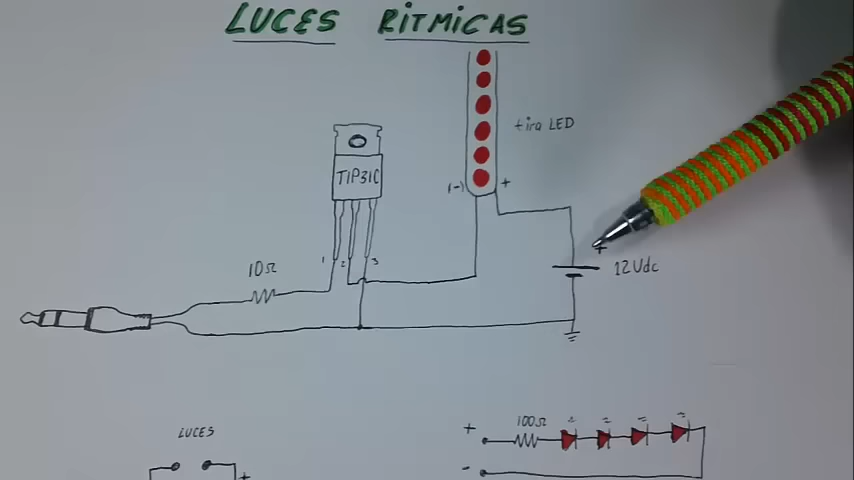 LUCES RITMICAS
tira LED
TIP31C
(-) +
1 2 3
+
10Ω
12Vdc
LUCES
+
+ 100Ω
-